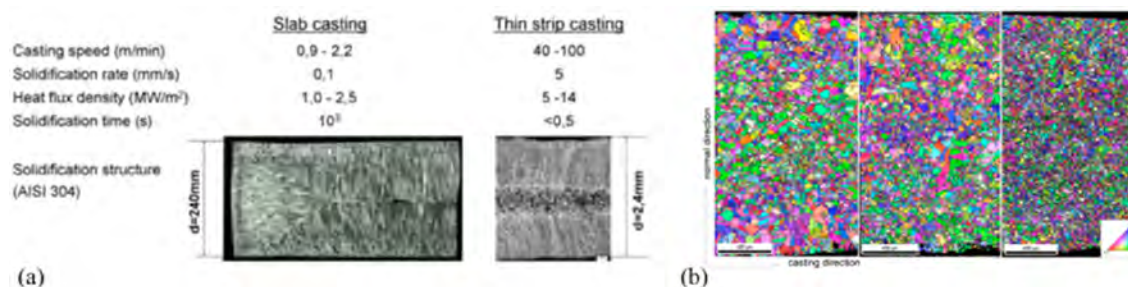 Slab casting Thin strip casting
Casting speed (m/min) 0,9 - 2,2 40 -100
Solidification rate (mm/s) 0,1 5
Heat flux density (MW/m²) 1,0 - 2,5 5 -14
Solidification time (s) 10³ <0,5
Solidification structure
(AISI 304)
d=240mm
d=2,4mm
(a)
normal direction
casting direction
(b)